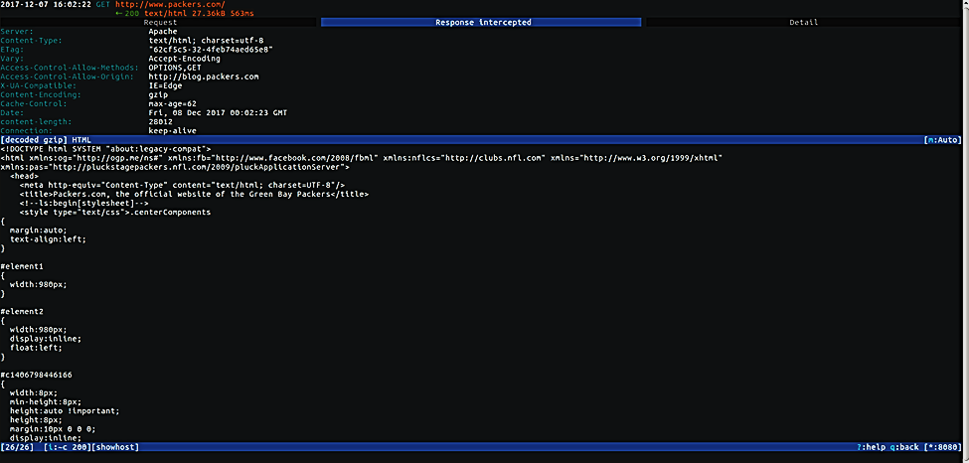 2017-12-07 16:02:22 GET http://www.packers.com/
← 200 text/html 27.36kB 563ms
Request Response intercepted Detail
Server: Apache
Content-Type: text/html; charset=utf-8
ETag: "62cf5c5-32-4feb74aed65e8"
Vary: Accept-Encoding
Access-Control-Allow-Methods: OPTIONS,GET
Access-Control-Allow-Origin: http://blog.packers.com
X-UA-Compatible: IE=Edge
Content-Encoding: gzip
Cache-Control: max-age=62
Date: Fri, 08 Dec 2017 00:02:23 GMT
content-length: 28012
Connection: keep-alive
[decoded gzip] HTML [m:Auto]
<!DOCTYPE html SYSTEM "about:legacy-compat">
<html xmlns:og="http://ogp.me/ns#" xmlns:fb="http://www.facebook.com/2008/fbml" xmlns:nflcs="http://clubs.nfl.com" xmlns="http://www.w3.org/1999/xhtml"
xmlns:pas="http://pluckstagepackers.nfl.com/2009/pluckApplicationServer">
<head>
<meta http-equiv="Content-Type" content="text/html; charset=UTF-8"/>
<title>Packers.com, the official website of the Green Bay Packers</title>
<!--ls:begin[stylesheet]-->
<style type="text/css">.centerComponents
{
margin:auto;
text-align:left;
}
#element1
{
width:980px;
}
#element2
{
width:980px;
display:inline;
float:left;
}
#c1406798446166
{
width:8px;
min-height:8px;
height:auto !important;
height:8px;
margin:10px 0 0 0;
display:inline;
[26/26] [i:~c 200][showhost] ?:help q:back [*:8080]